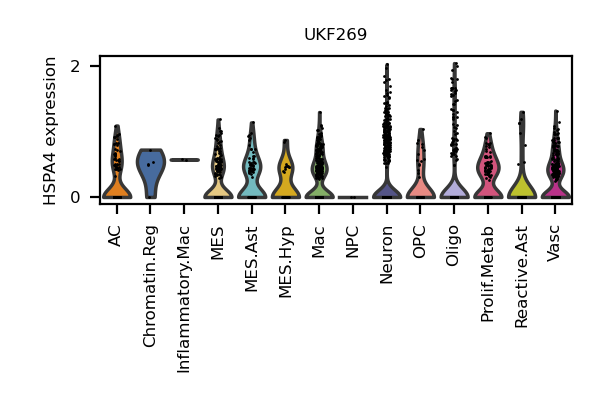 UKF269
HSPA4 expression
2
0
AC
Chromatin.Reg
Inflammatory.Mac
MES
MES.Ast
MES.Hyp
Mac
NPC
Neuron
OPC
Oligo
Prolif.Metab
Reactive.Ast
Vasc